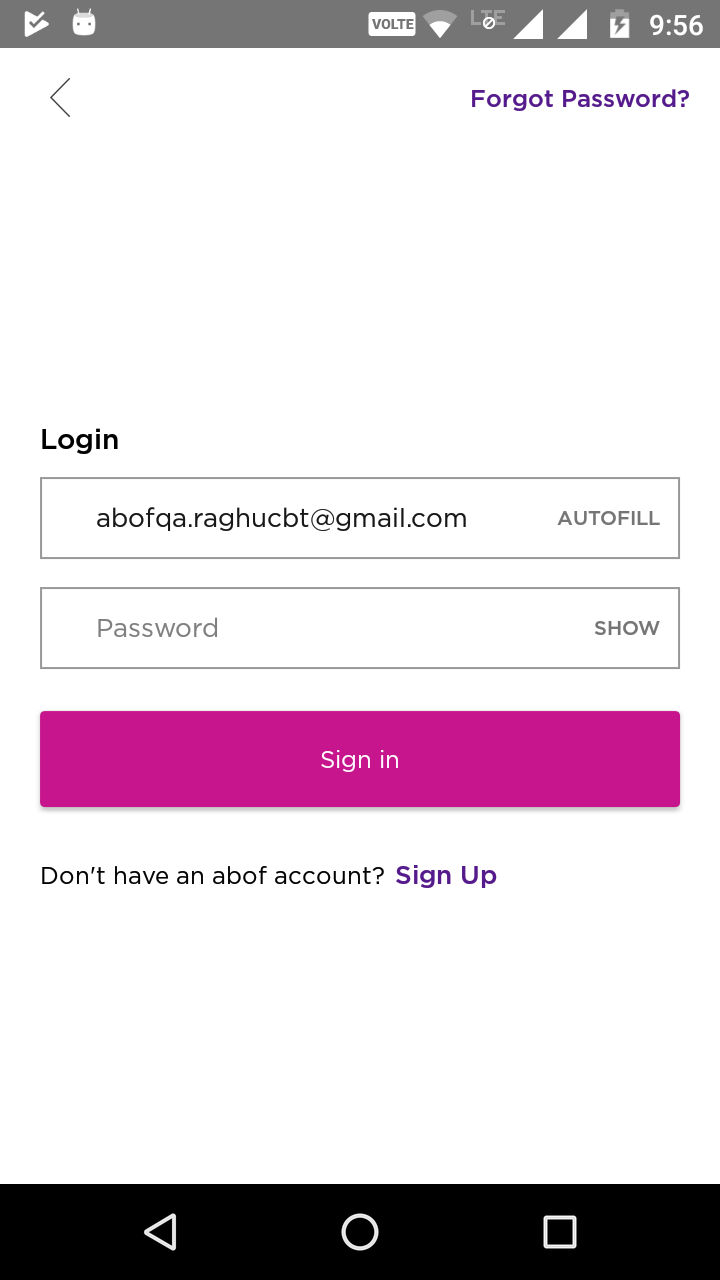 VOLTE LTE 9:56
Forgot Password?
Login
abofqa.raghucbt@gmail.com AUTOFILL
Password SHOW
Sign in
Don't have an abof account? Sign Up